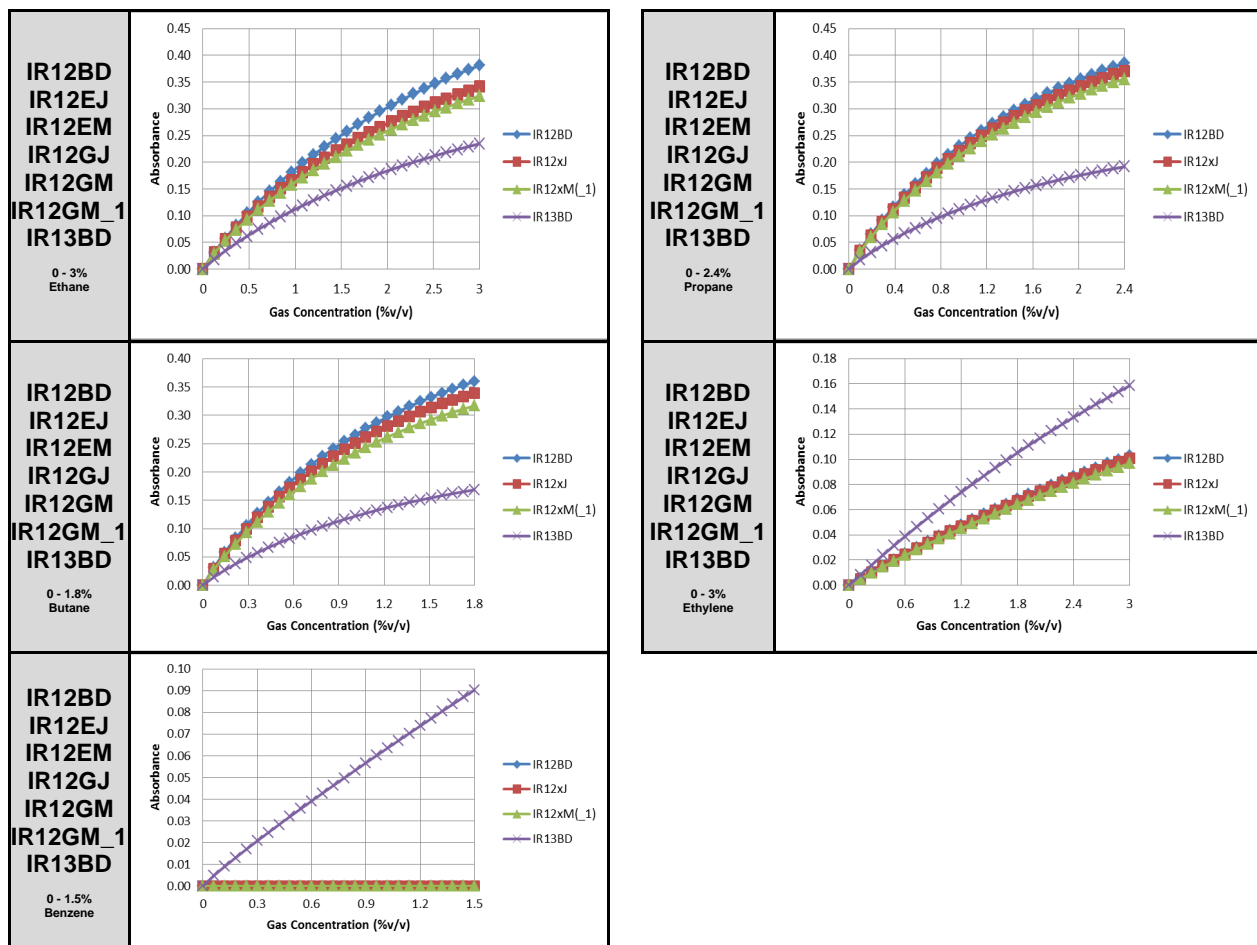 IR12BD
IR12EJ
IR12EM
IR12GJ
IR12GM
IR12GM_1
IR13BD
0 - 3%
Ethane
Absorbance
0.45
0.40
0.35
0.30
0.25
0.20
0.15
0.10
0.05
0.00
0 0.5 1 1.5 2 2.5 3
Gas Concentration (%v/v)
IR12BD
IR12xJ
IR12xM(_1)
IR13BD
IR12BD
IR12EJ
IR12EM
IR12GJ
IR12GM
IR12GM_1
IR13BD
0 - 2.4%
Propane
Absorbance
0.45
0.40
0.35
0.30
0.25
0.20
0.15
0.10
0.05
0.00
0 0.4 0.8 1.2 1.6 2 2.4
Gas Concentration (%v/v)
IR12BD
IR12xJ
IR12xM(_1)
IR13BD
IR12BD
IR12EJ
IR12EM
IR12GJ
IR12GM
IR12GM_1
IR13BD
0 - 1.8%
Butane
Absorbance
0.40
0.35
0.30
0.25
0.20
0.15
0.10
0.05
0.00
0 0.3 0.6 0.9 1.2 1.5 1.8
Gas Concentration (%v/v)
IR12BD
IR12xJ
IR12xM(_1)
IR13BD
IR12BD
IR12EJ
IR12EM
IR12GJ
IR12GM
IR12GM_1
IR13BD
0 - 3%
Ethylene
Absorbance
0.18
0.16
0.14
0.12
0.10
0.08
0.06
0.04
0.02
0.00
0 0.6 1.2 1.8 2.4 3
Gas Concentration (%v/v)
IR12BD
IR12xJ
IR12xM(_1)
IR13BD
IR12BD
IR12EJ
IR12EM
IR12GJ
IR12GM
IR12GM_1
IR13BD
0 - 1.5%
Benzene
Absorbance
0.10
0.09
0.08
0.07
0.06
0.05
0.04
0.03
0.02
0.01
0.00
0 0.3 0.6 0.9 1.2 1.5
Gas Concentration (%v/v)
IR12BD
IR12xJ
IR12xM(_1)
IR13BD